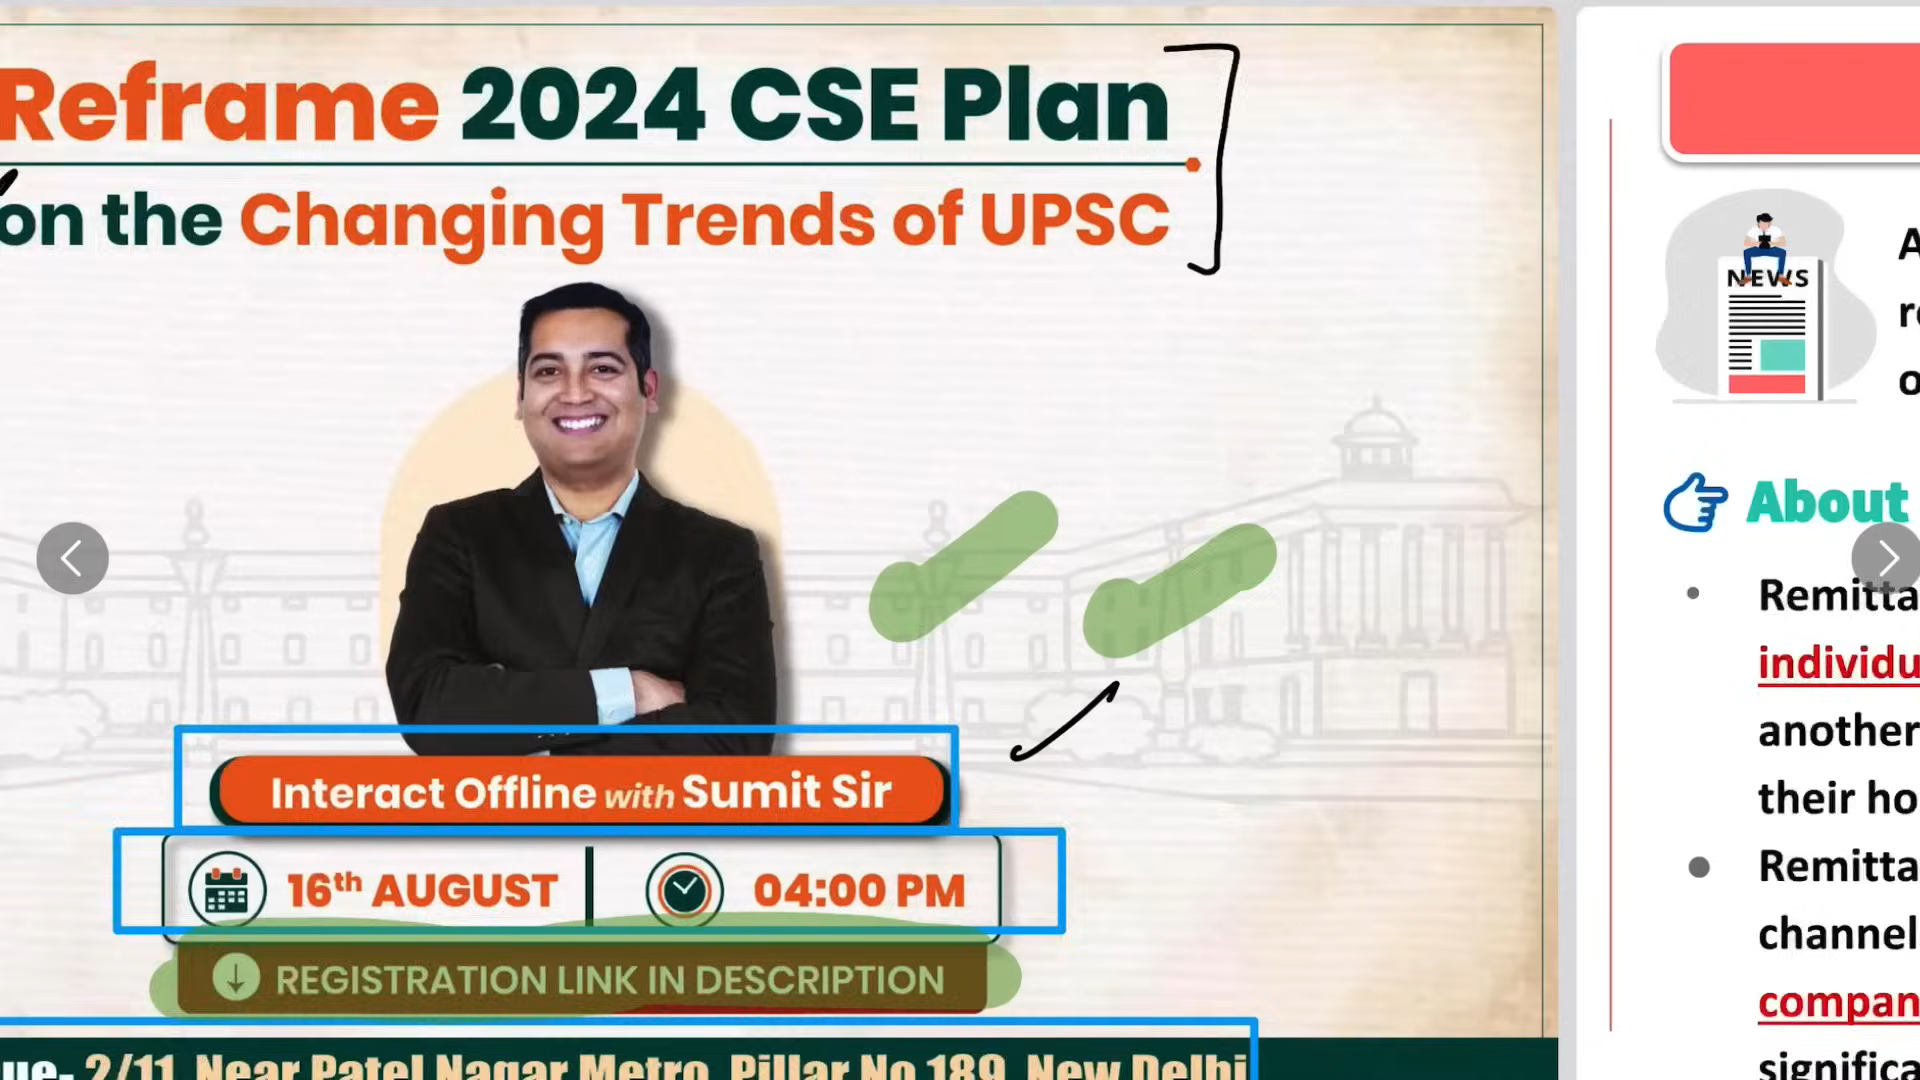 Reframe 2024 CSE Plan
on the Changing Trends of UPSC
Interact Offline with Sumit Sir
16th AUGUST
04:00 PM
REGISTRATION LINK IN DESCRIPTION
ue- 2/11, Near Patel Nagar Metro, Pillar No 189, New Delhi
NEWS
About
Remitta
individu
another
their ho
Remitta
channel
compan
significa